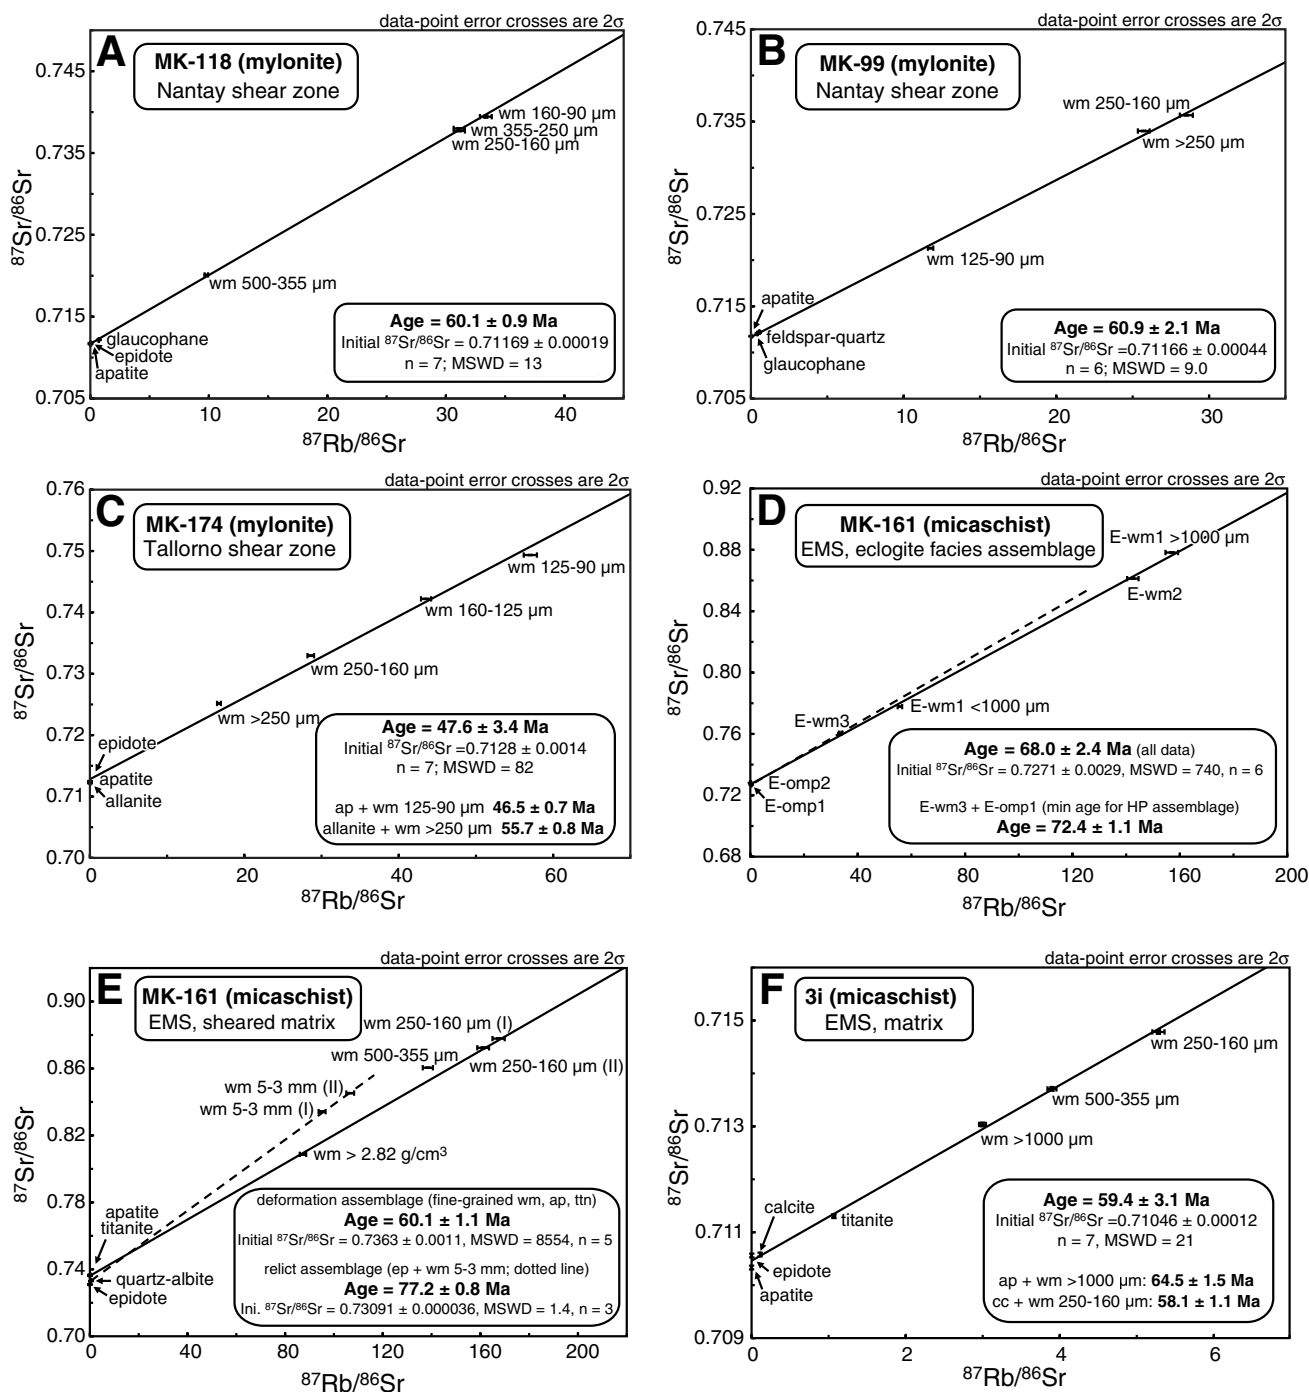 data-point error crosses are 2σ
A
MK-118 (mylonite)
Nantay shear zone
0.745
0.735
0.725
0.715
0.705
87Sr/86Sr
wm 160-90 µm
wm 355-250 µm
wm 250-160 µm
wm 500-355 µm
glaucophane
epidote
apatite
Age = 60.1 ± 0.9 Ma
Initial 87Sr/86Sr = 0.71169 ± 0.00019
n = 7; MSWD = 13
0 10 20 30 40
87Rb/86Sr
data-point error crosses are 2σ
B
MK-99 (mylonite)
Nantay shear zone
0.745
0.735
0.725
0.715
0.705
87Sr/86Sr
wm 250-160 µm
wm >250 µm
wm 125-90 µm
apatite
feldspar-quartz
glaucophane
Age = 60.9 ± 2.1 Ma
Initial 87Sr/86Sr =0.71166 ± 0.00044
n = 6; MSWD = 9.0
0 10 20 30
87Rb/86Sr
data-point error crosses are 2σ
C
MK-174 (mylonite)
Tallorno shear zone
0.76
0.75
0.74
0.73
0.72
0.71
0.70
87Sr/86Sr
wm 125-90 µm
wm 160-125 µm
wm 250-160 µm
wm >250 µm
epidote
apatite
allanite
Age = 47.6 ± 3.4 Ma
Initial 87Sr/86Sr =0.7128 ± 0.0014
n = 7; MSWD = 82
ap + wm 125-90 µm 46.5 ± 0.7 Ma
allanite + wm >250 µm 55.7 ± 0.8 Ma
0 20 40 60
87Rb/86Sr
data-point error crosses are 2σ
D
MK-161 (micaschist)
EMS, eclogite facies assemblage
0.92
0.88
0.84
0.80
0.76
0.72
0.68
87Sr/86Sr
E-wm1 >1000 µm
E-wm2
E-wm1 <1000 µm
E-wm3
E-omp2
E-omp1
Age = 68.0 ± 2.4 Ma (all data)
Initial 87Sr/86Sr = 0.7271 ± 0.0029, MSWD = 740, n = 6
E-wm3 + E-omp1 (min age for HP assemblage)
Age = 72.4 ± 1.1 Ma
0 40 80 120 160 200
87Rb/86Sr
data-point error crosses are 2σ
E
MK-161 (micaschist)
EMS, sheared matrix
0.90
0.86
0.82
0.78
0.74
0.70
87Sr/86Sr
wm 250-160 µm (I)
wm 500-355 µm
wm 250-160 µm (II)
wm 5-3 mm (II)
wm 5-3 mm (I)
wm > 2.82 g/cm3
apatite
titanite
quartz-albite
epidote
deformation assemblage (fine-grained wm, ap, ttn)
Age = 60.1 ± 1.1 Ma
Initial 87Sr/86Sr = 0.7363 ± 0.0011, MSWD = 8554, n = 5
relict assemblage (ep + wm 5-3 mm; dotted line)
Age = 77.2 ± 0.8 Ma
Ini. 87Sr/86Sr = 0.73091 ± 0.000036, MSWD = 1.4, n = 3
0 40 80 120 160 200
87Rb/86Sr
data-point error crosses are 2σ
F
3i (micaschist)
EMS, matrix
0.715
0.713
0.711
0.709
87Sr/86Sr
wm 250-160 µm
wm 500-355 µm
wm >1000 µm
titanite
calcite
epidote
apatite
Age = 59.4 ± 3.1 Ma
Initial 87Sr/86Sr =0.71046 ± 0.00012
n = 7, MSWD = 21
ap + wm >1000 µm: 64.5 ± 1.5 Ma
cc + wm 250-160 µm: 58.1 ± 1.1 Ma
0 2 4 6
87Rb/86Sr